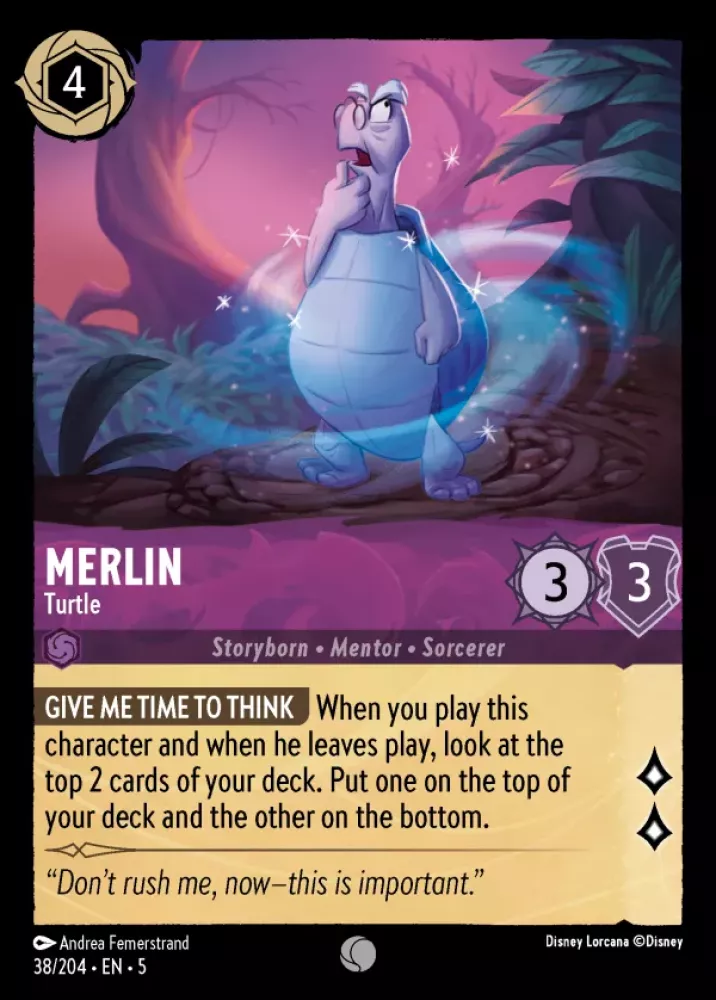 4
MERLIN
Turtle
3
3
Storyborn • Mentor • Sorcerer
GIVE ME TIME TO THINK When you play this
character and when he leaves play, look at the
top 2 cards of your deck. Put one on the top of
your deck and the other on the bottom.
“Don’t rush me, now–this is important.”
Andrea Femerstrand
Disney Lorcana ©Disney
38/204 • EN • 5